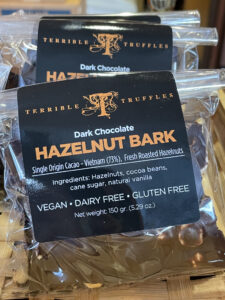 TERRIBLE TRUFFLES
Dark Chocolate
HAZELNUT BARK
TERRIBLE TRUFFLES
Dark Chocolate
HAZELNUT BARK
Single Origin Cacao - Vietnam (73%), Fresh Roasted Hazelnuts
Ingredients: Hazelnuts, cocoa beans,
cane sugar, natural vanilla
VEGAN • DAIRY FREE • GLUTEN FREE
Net weight: 150 gr. (5.29 oz.)